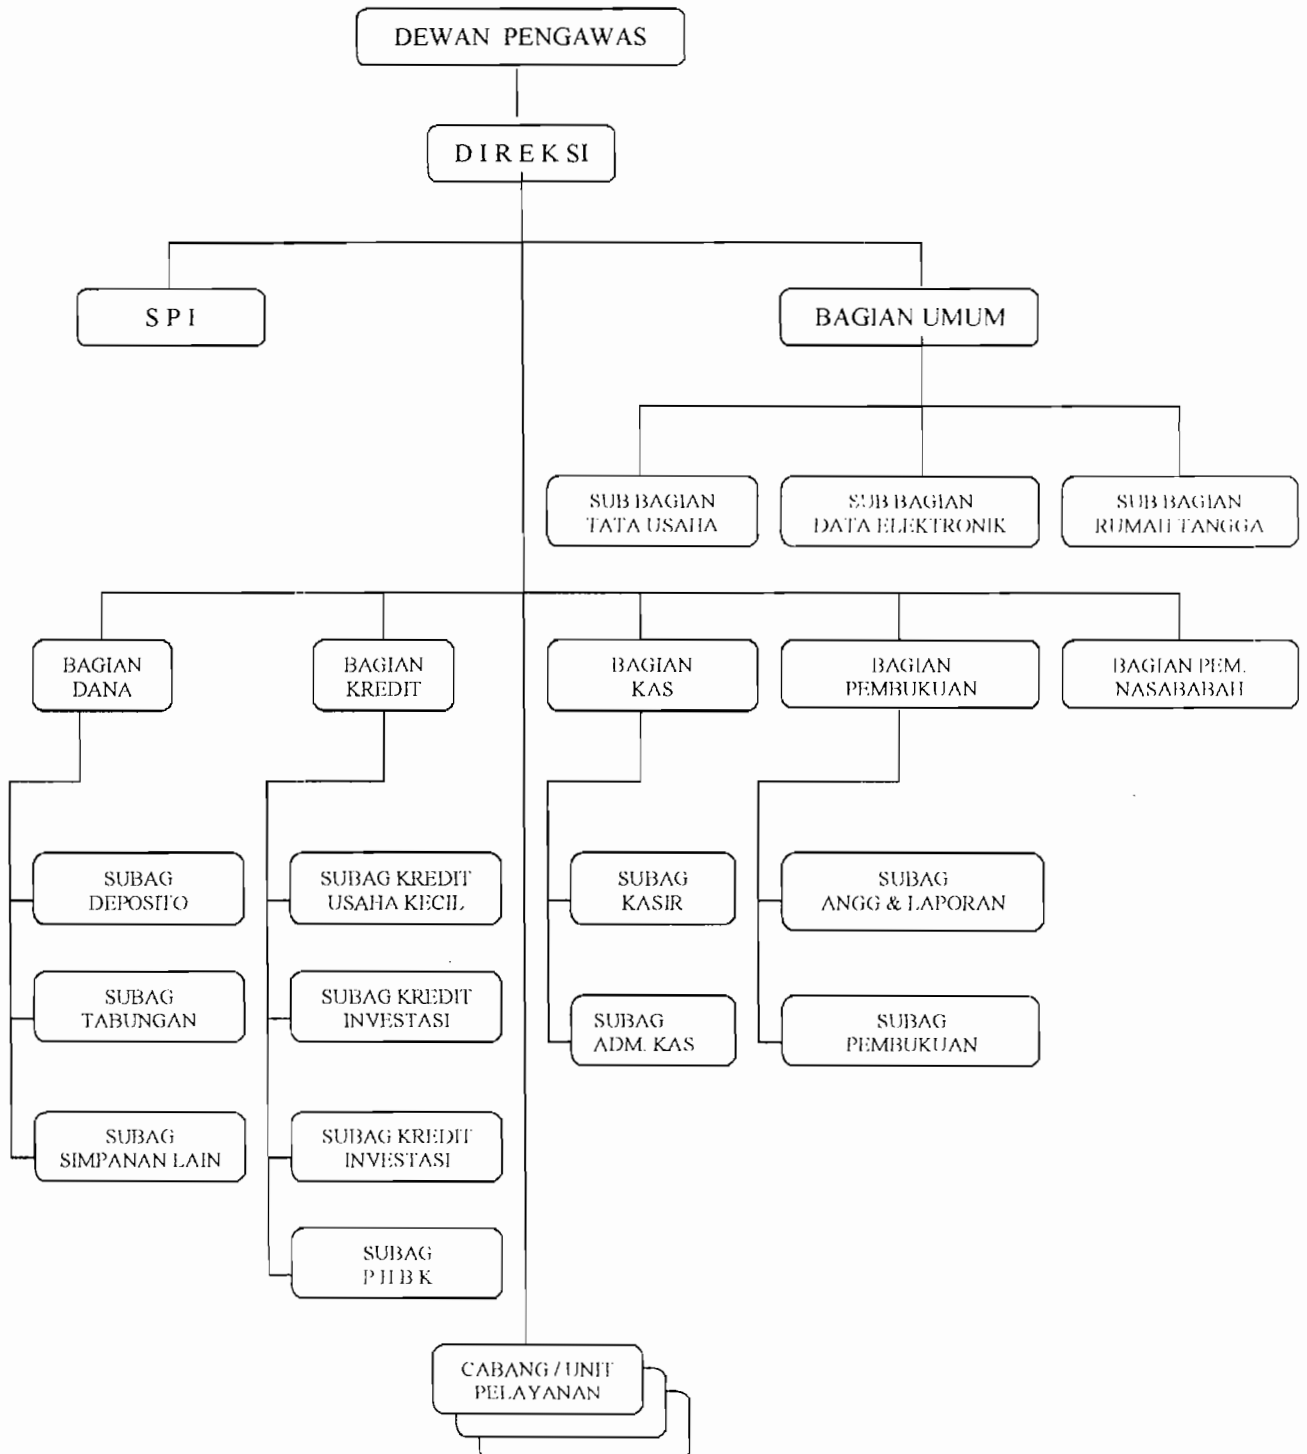 DEWAN PENGAWAS
D I R E K SI
S P I
BAGIAN UMUM
SUB BAGIAN
TATA USAHA
SUB BAGIAN
DATA ELEKTRONIK
SUB BAGIAN
RUMAH TANGGA
BAGIAN
DANA
BAGIAN
KREDIT
BAGIAN
KAS
BAGIAN
PEMBUKUAN
BAGIAN PEM.
NASABABAH
SUBAG
DEPOSITO
SUBAG KREDIT
USAHA KECIL
SUBAG
KASIR
SUBAG
ANGG & LAPORAN
SUBAG
TABUNGAN
SUBAG KREDIT
INVESTASI
SUBAG
ADM. KAS
SUBAG
PEMBUKUAN
SUBAG
SIMPANAN LAIN
SUBAG KREDIT
INVESTASI
SUBAG
P H B K
CABANG / UNIT
PELAYANAN